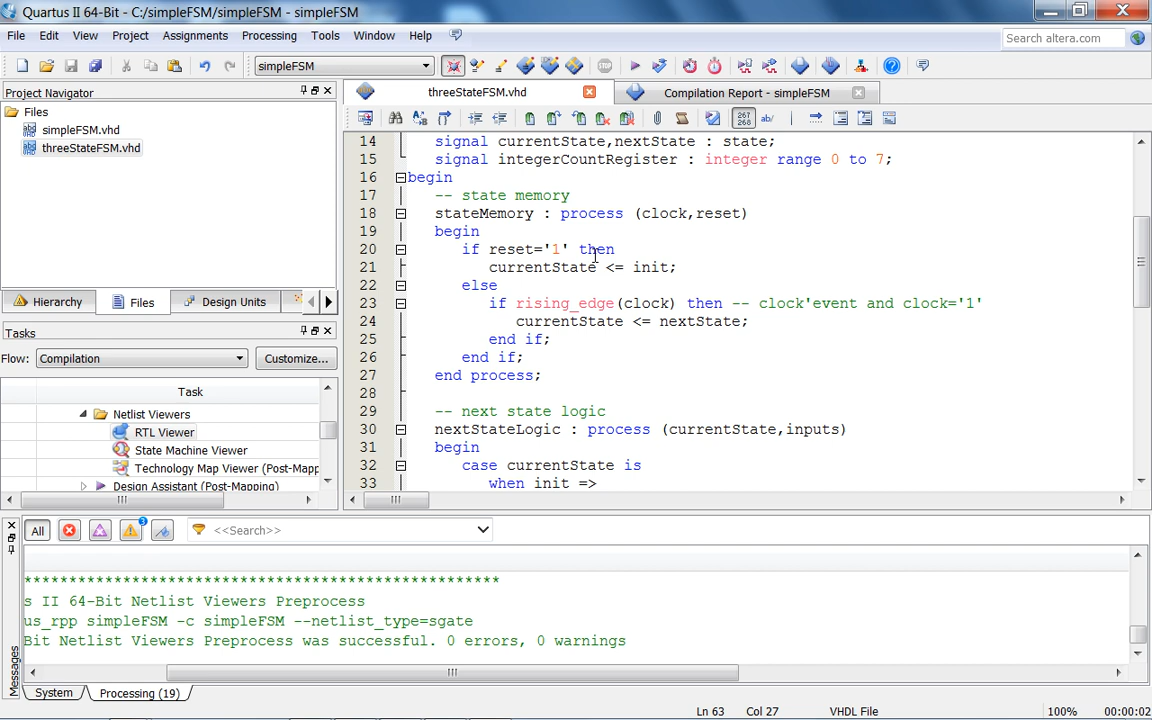 Quartus II 64-Bit - C:/simpleFSM/simpleFSM - simpleFSM
File Edit View Project Assignments Processing Tools Window Help
Search altera.com
simpleFSM
Project Navigator
Files
simpleFSM.vhd
threeStateFSM.vhd
Hierarchy Files Design Units
Tasks
Flow: Compilation Customize...
Task
Netlist Viewers
RTL Viewer
State Machine Viewer
Technology Map Viewer (Post-Mapp
Design Assistant (Post-Mapping)
threeStateFSM.vhd
Compilation Report - simpleFSM
267
268
ab/
14 signal currentState,nextState : state;
15 signal integerCountRegister : integer range 0 to 7;
16 begin
17 -- state memory
18 stateMemory : process (clock,reset)
19 begin
20 if reset='1' then
21 currentState <= init;
22 else
23 if rising_edge(clock) then -- clock'event and clock='1'
24 currentState <= nextState;
25 end if;
26 end if;
27 end process;
28
29 -- next state logic
30 nextStateLogic : process (currentState,inputs)
31 begin
32 case currentState is
33 when init =>
All
3
<<Search>>
**************************************************
s II 64-Bit Netlist Viewers Preprocess
us_rpp simpleFSM -c simpleFSM --netlist_type=sgate
Bit Netlist Viewers Preprocess was successful. 0 errors, 0 warnings
Messages
System Processing (19)
Ln 63 Col 27 VHDL File 100% 00:00:02